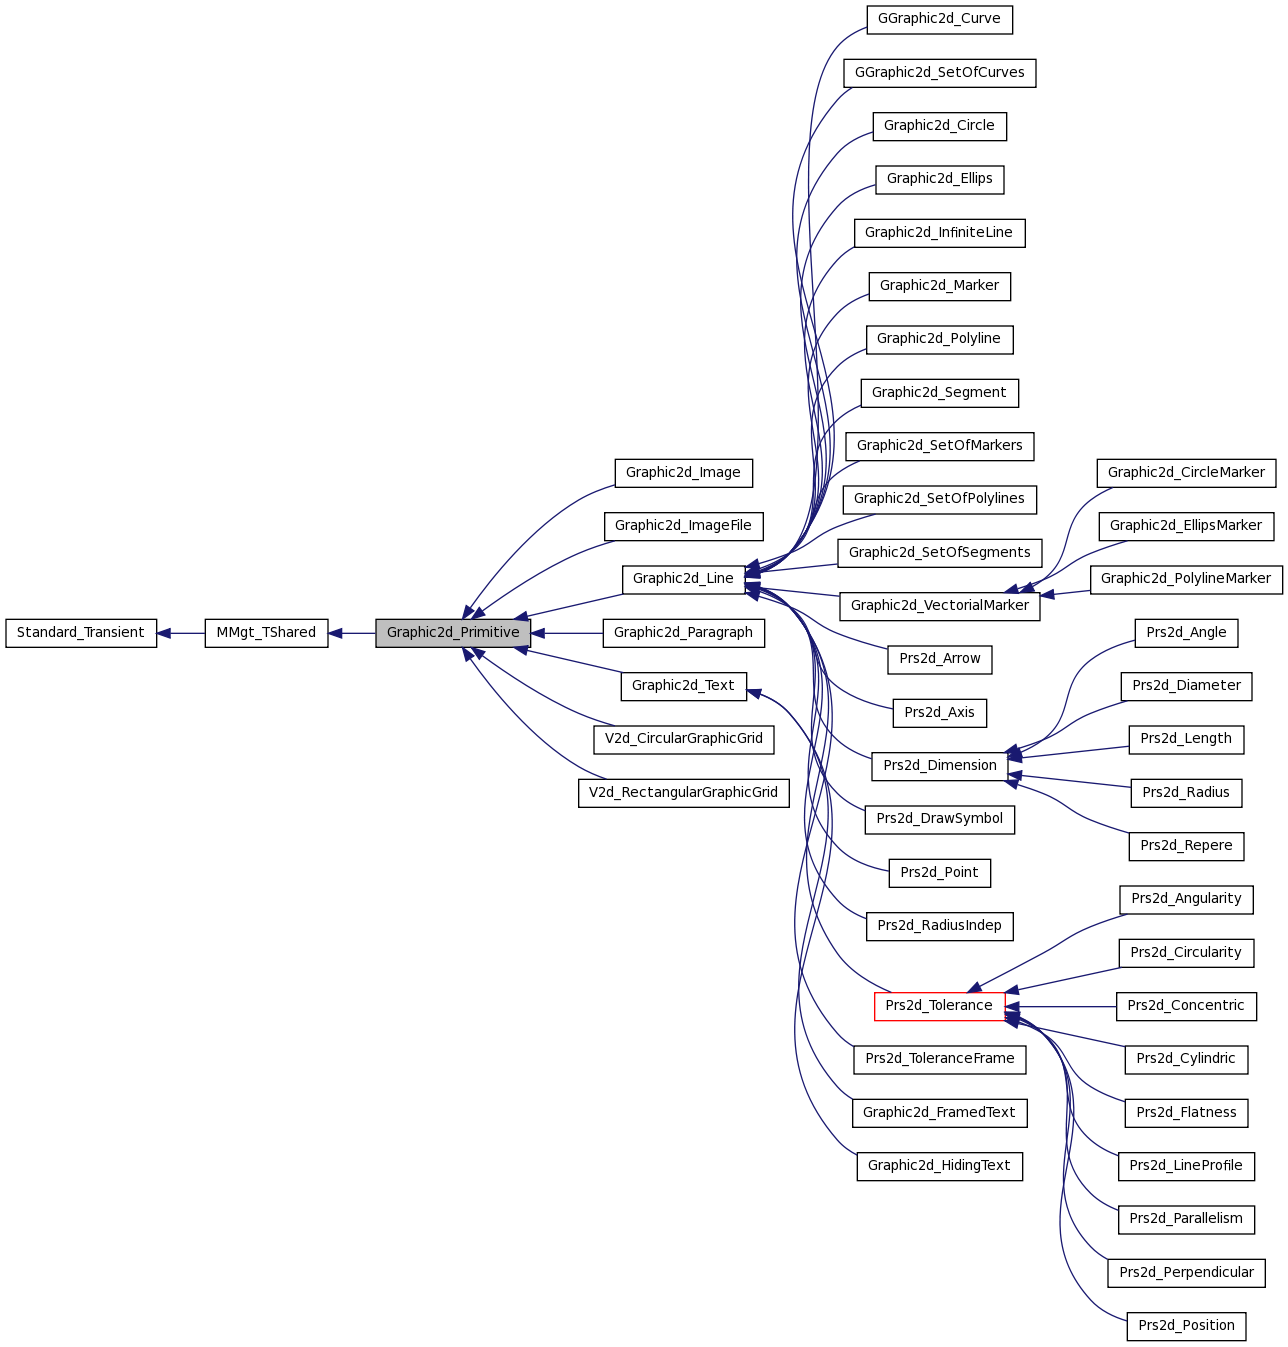 GGraphic2d_Curve
GGraphic2d_SetOfCurves
Graphic2d_Circle
Graphic2d_Ellips
Graphic2d_InfiniteLine
Graphic2d_Marker
Graphic2d_Polyline
Graphic2d_Segment
Graphic2d_SetOfMarkers
Graphic2d_Image
Graphic2d_CircleMarker
Graphic2d_SetOfPolylines
Graphic2d_ImageFile
Graphic2d_EllipsMarker
Graphic2d_SetOfSegments
Graphic2d_Line
Graphic2d_PolylineMarker
Graphic2d_VectorialMarker
Standard_Transient
MMgt_TShared
Graphic2d_Primitive
Graphic2d_Paragraph
Prs2d_Angle
Prs2d_Arrow
Graphic2d_Text
Prs2d_Diameter
Prs2d_Axis
V2d_CircularGraphicGrid
Prs2d_Length
Prs2d_Dimension
V2d_RectangularGraphicGrid
Prs2d_Radius
Prs2d_DrawSymbol
Prs2d_Repere
Prs2d_Point
Prs2d_Angularity
Prs2d_RadiusIndep
Prs2d_Circularity
Prs2d_Tolerance
Prs2d_Concentric
Prs2d_ToleranceFrame
Prs2d_Cylindric
Graphic2d_FramedText
Prs2d_Flatness
Graphic2d_HidingText
Prs2d_LineProfile
Prs2d_Parallelism
Prs2d_Perpendicular
Prs2d_Position